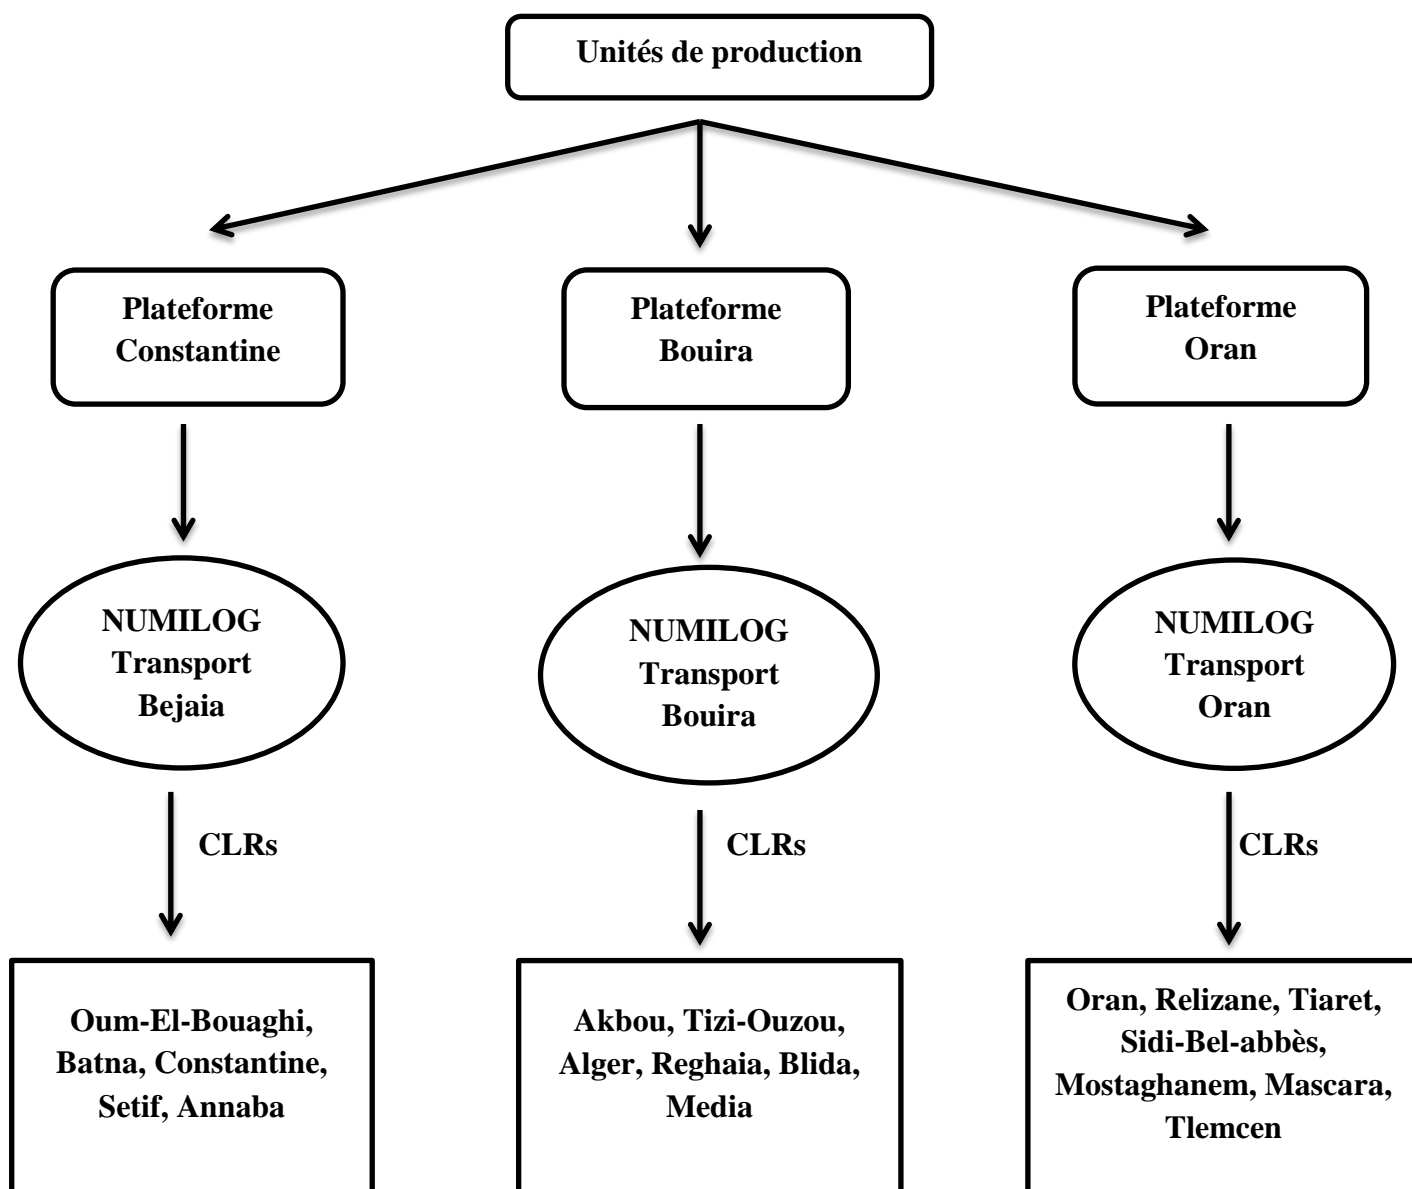 Unités de production
Plateforme
Constantine
Plateforme
Bouira
Plateforme
Oran
NUMILOG
Transport
Bejaia
NUMILOG
Transport
Bouira
NUMILOG
Transport
Oran
CLRs
CLRs
CLRs
Oum-El-Bouaghi,
Batna, Constantine,
Setif, Annaba
Akbou, Tizi-Ouzou,
Alger, Reghaia, Blida,
Media
Oran, Relizane, Tiaret,
Sidi-Bel-abbès,
Mostaghanem, Mascara,
Tlemcen